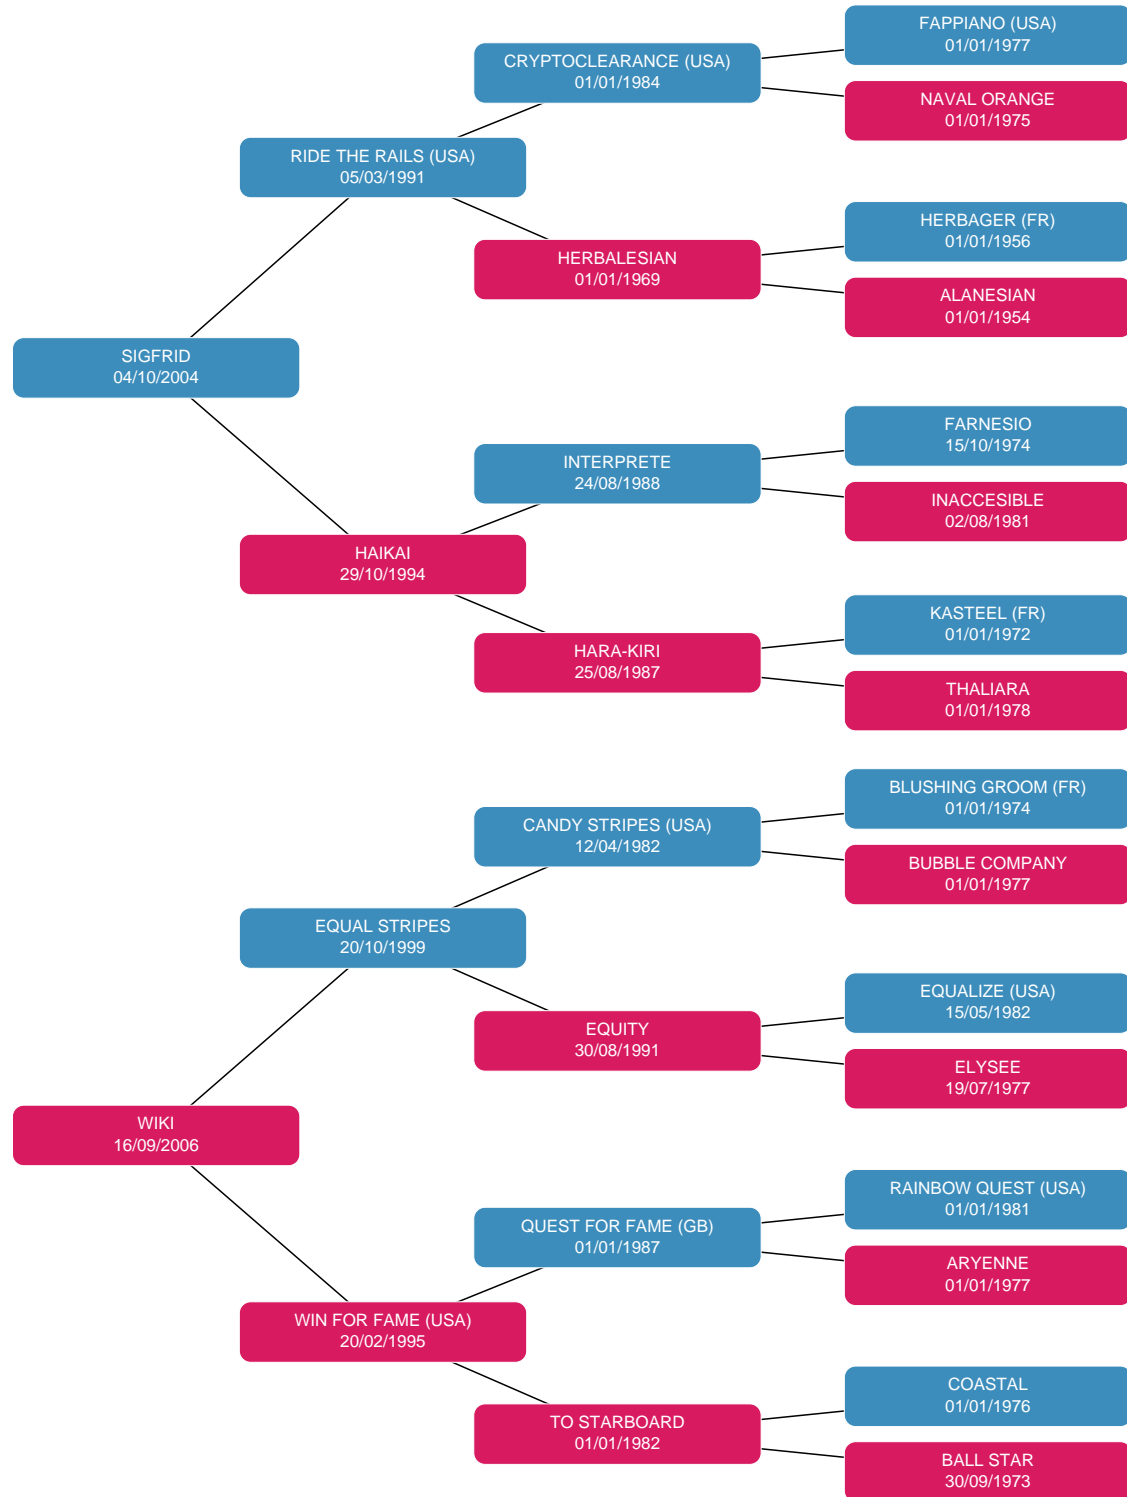 FAPPIANO (USA)
01/01/1977
CRYPTOCLEARANCE (USA)
01/01/1984
NAVAL ORANGE
01/01/1975
RIDE THE RAILS (USA)
05/03/1991
HERBAGER (FR)
01/01/1956
HERBALESIAN
01/01/1969
ALANESIAN
01/01/1954
SIGFRID
04/10/2004
FARNESIO
15/10/1974
INTERPRETE
24/08/1988
INACCESIBLE
02/08/1981
HAIKAI
29/10/1994
KASTEEL (FR)
01/01/1972
HARA-KIRI
25/08/1987
THALIARA
01/01/1978
BLUSHING GROOM (FR)
01/01/1974
CANDY STRIPES (USA)
12/04/1982
BUBBLE COMPANY
01/01/1977
EQUAL STRIPES
20/10/1999
EQUALIZE (USA)
15/05/1982
EQUITY
30/08/1991
ELYSEE
19/07/1977
WIKI
16/09/2006
RAINBOW QUEST (USA)
01/01/1981
QUEST FOR FAME (GB)
01/01/1987
ARYENNE
01/01/1977
WIN FOR FAME (USA)
20/02/1995
COASTAL
01/01/1976
TO STARBOARD
01/01/1982
BALL STAR
30/09/1973